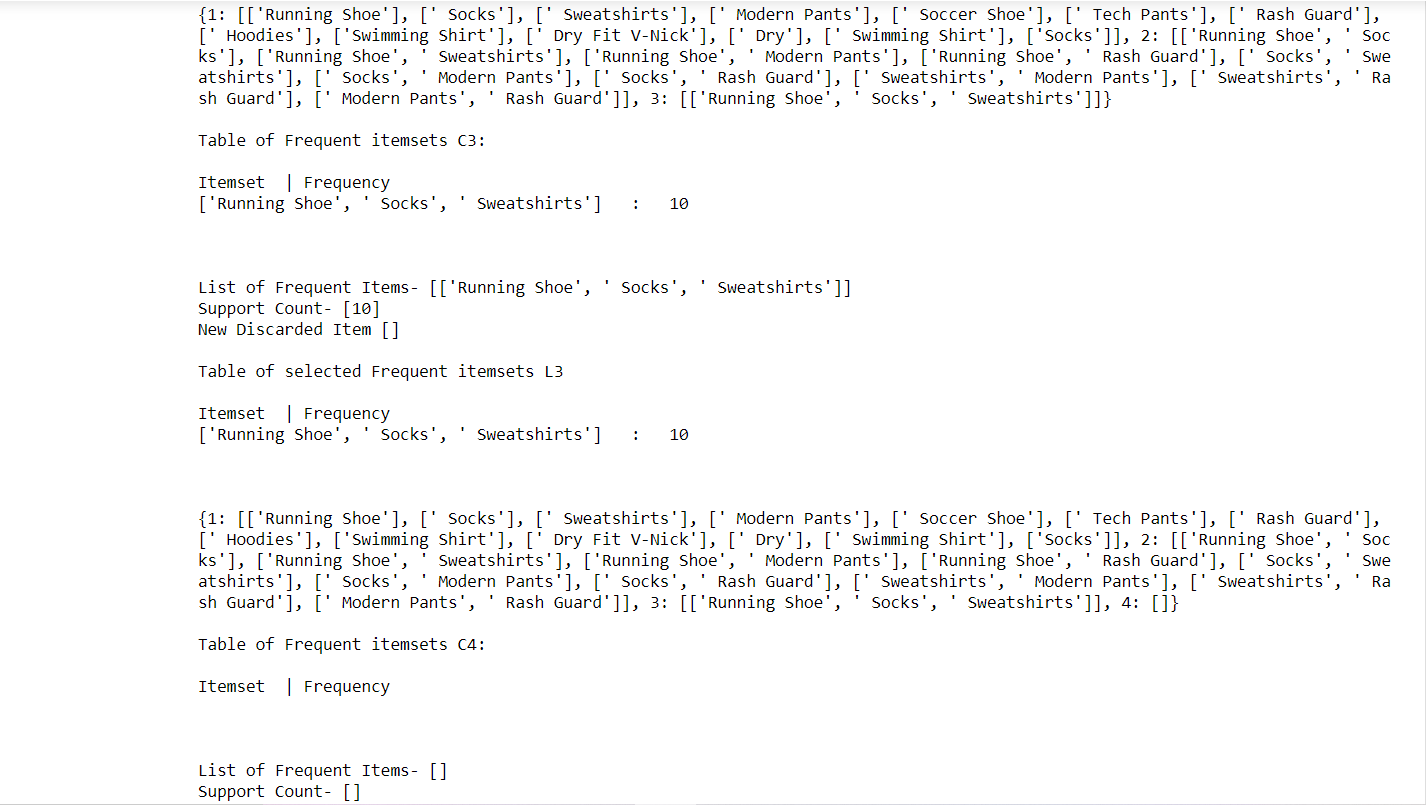 {1: [['Running Shoe'], [' Socks'], [' Sweatshirts'], [' Modern Pants'], [' Soccer Shoe'], [' Tech Pants'], [' Rash Guard'],
[' Hoodies'], ['Swimming Shirt'], [' Dry Fit V-Nick'], [' Dry'], [' Swimming Shirt'], ['Socks']], 2: [['Running Shoe', ' Soc
ks'], ['Running Shoe', ' Sweatshirts'], ['Running Shoe', ' Modern Pants'], ['Running Shoe', ' Rash Guard'], [' Socks', ' Swe
atshirts'], [' Socks', ' Modern Pants'], [' Socks', ' Rash Guard'], [' Sweatshirts', ' Modern Pants'], [' Sweatshirts', ' Ra
sh Guard'], [' Modern Pants', ' Rash Guard']], 3: [['Running Shoe', ' Socks', ' Sweatshirts']]}
Table of Frequent itemsets C3:
Itemset  | Frequency
['Running Shoe', ' Socks', ' Sweatshirts']   :   10
List of Frequent Items- [['Running Shoe', ' Socks', ' Sweatshirts']]
Support Count- [10]
New Discarded Item []
Table of selected Frequent itemsets L3
Itemset  | Frequency
['Running Shoe', ' Socks', ' Sweatshirts']   :   10
{1: [['Running Shoe'], [' Socks'], [' Sweatshirts'], [' Modern Pants'], [' Soccer Shoe'], [' Tech Pants'], [' Rash Guard'],
[' Hoodies'], ['Swimming Shirt'], [' Dry Fit V-Nick'], [' Dry'], [' Swimming Shirt'], ['Socks']], 2: [['Running Shoe', ' Soc
ks'], ['Running Shoe', ' Sweatshirts'], ['Running Shoe', ' Modern Pants'], ['Running Shoe', ' Rash Guard'], [' Socks', ' Swe
atshirts'], [' Socks', ' Modern Pants'], [' Socks', ' Rash Guard'], [' Sweatshirts', ' Modern Pants'], [' Sweatshirts', ' Ra
sh Guard'], [' Modern Pants', ' Rash Guard']], 3: [['Running Shoe', ' Socks', ' Sweatshirts']], 4: []}
Table of Frequent itemsets C4:
Itemset  | Frequency
List of Frequent Items- []
Support Count- []